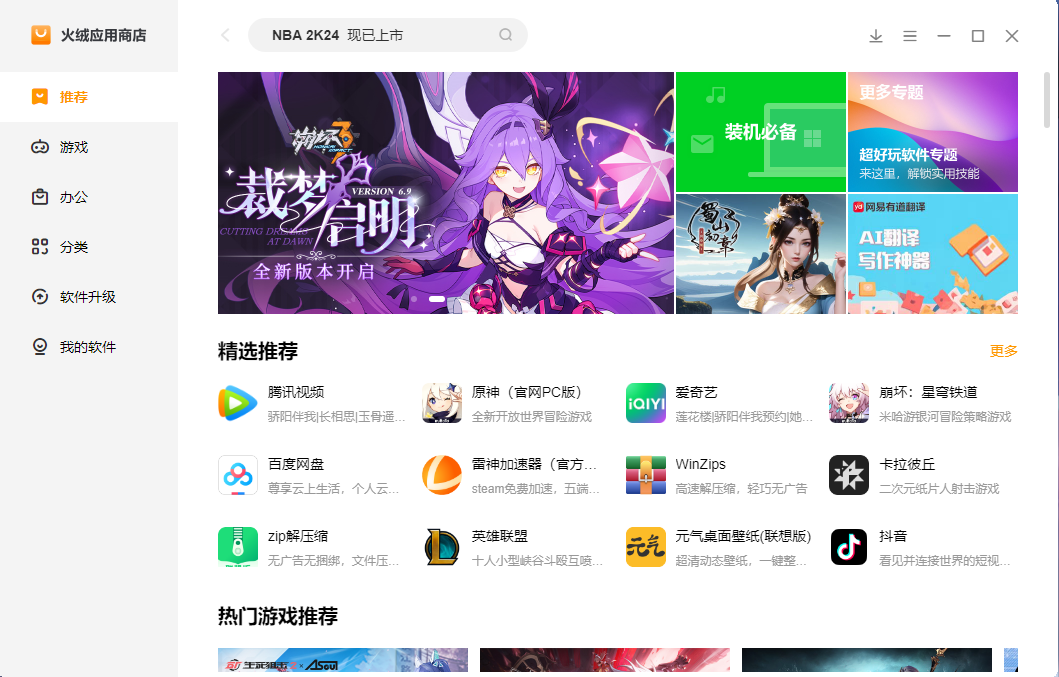 火绒应用商店
NBA 2K24 现已上市
推荐
游戏
办公
分类
软件升级
我的软件
崩坏3
HONKAI IMPACT
裁梦启明
VERSION 6.9
CUTTING DREAMS
AT DAWN
全新版本开启
装机必备
更多专题
超好玩软件专题
来这里，解锁实用技能
蜀山初章
yd 网易有道翻译
AI翻译
写作神器
精选推荐
更多
腾讯视频
骄阳伴我|长相思|玉骨遥...
原神（官网PC版）
全新开放世界冒险游戏
iQIYI
爱奇艺
莲花楼|骄阳伴我预约|她...
崩坏：星穹铁道
米哈游银河冒险策略游戏
百度网盘
尊享云上生活，个人云...
雷神加速器（官方...
steam免费加速，五端...
WinZips
高速解压缩，轻巧无广告
卡拉彼丘
二次元纸片人射击游戏
zip解压缩
无广告无捆绑，文件压...
英雄联盟
十人小型峡谷斗殴互喷...
元气
元气桌面壁纸(联想版)
超清动态壁纸，一键整...
抖音
看见并连接世界的短视...
热门游戏推荐
生死狙击2×ASOUL